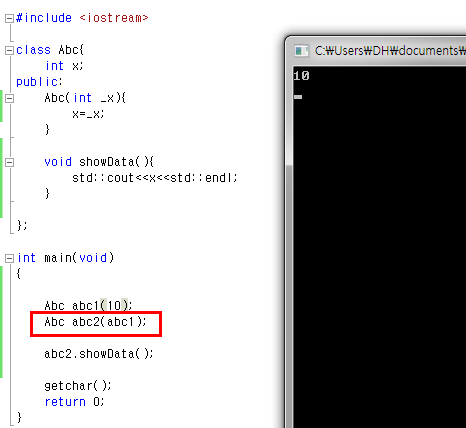 #include <iostream>
class Abc{
int x;
public:
Abc(int _x){
x=_x;
}
void showData(){
std::cout<<x<<std::endl;
}
};
int main(void)
{
Abc abc1(10);
Abc abc2(abc1);
abc2.showData();
getchar();
return 0;
}
C:₩Users₩DH₩documents₩
10